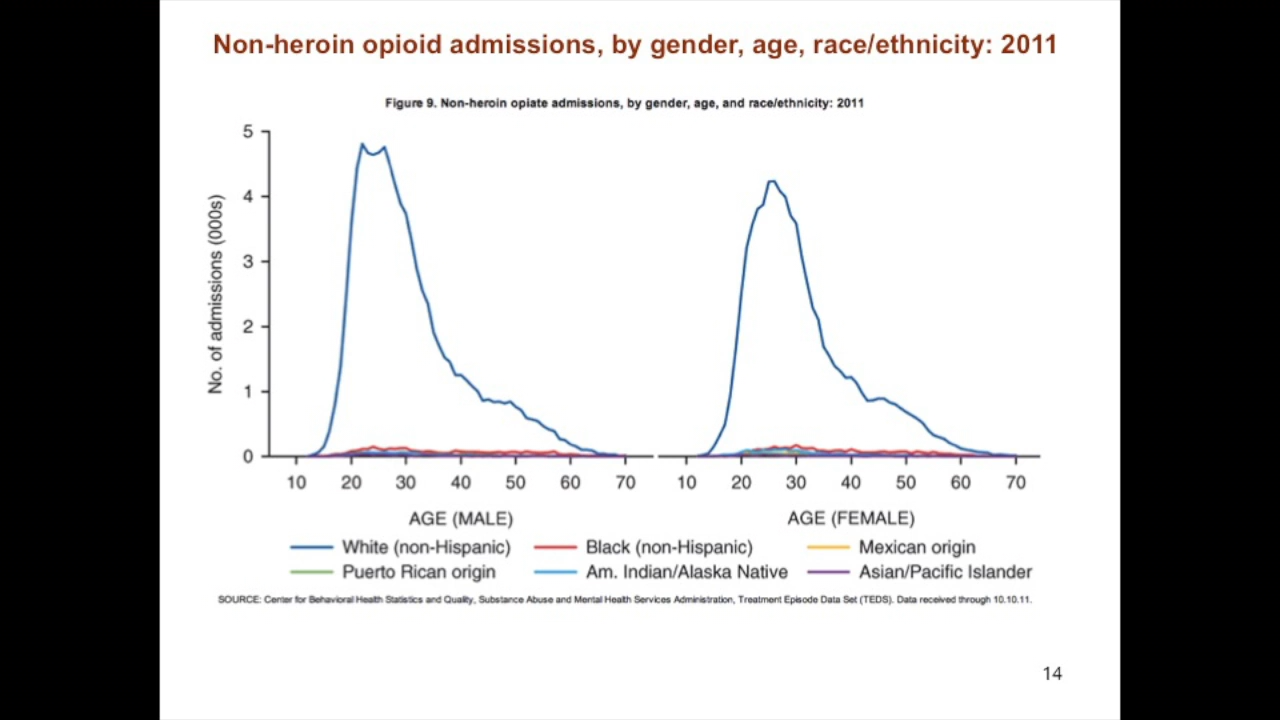 Non-heroin opioid admissions, by gender, age, race/ethnicity: 2011
Figure 9. Non-heroin opiate admissions, by gender, age, and race/ethnicity: 2011
No. of admissions (000s)
5
4
3
2
1
0
10 20 30 40 50 60 70
10 20 30 40 50 60 70
AGE (MALE)
AGE (FEMALE)
White (non-Hispanic) Black (non-Hispanic) Mexican origin
Puerto Rican origin Am. Indian/Alaska Native Asian/Pacific Islander
SOURCE: Center for Behavioral Health Statistics and Quality, Substance Abuse and Mental Health Services Administration, Treatment Episode Data Set (TEDS). Data received through 10.10.11.
14